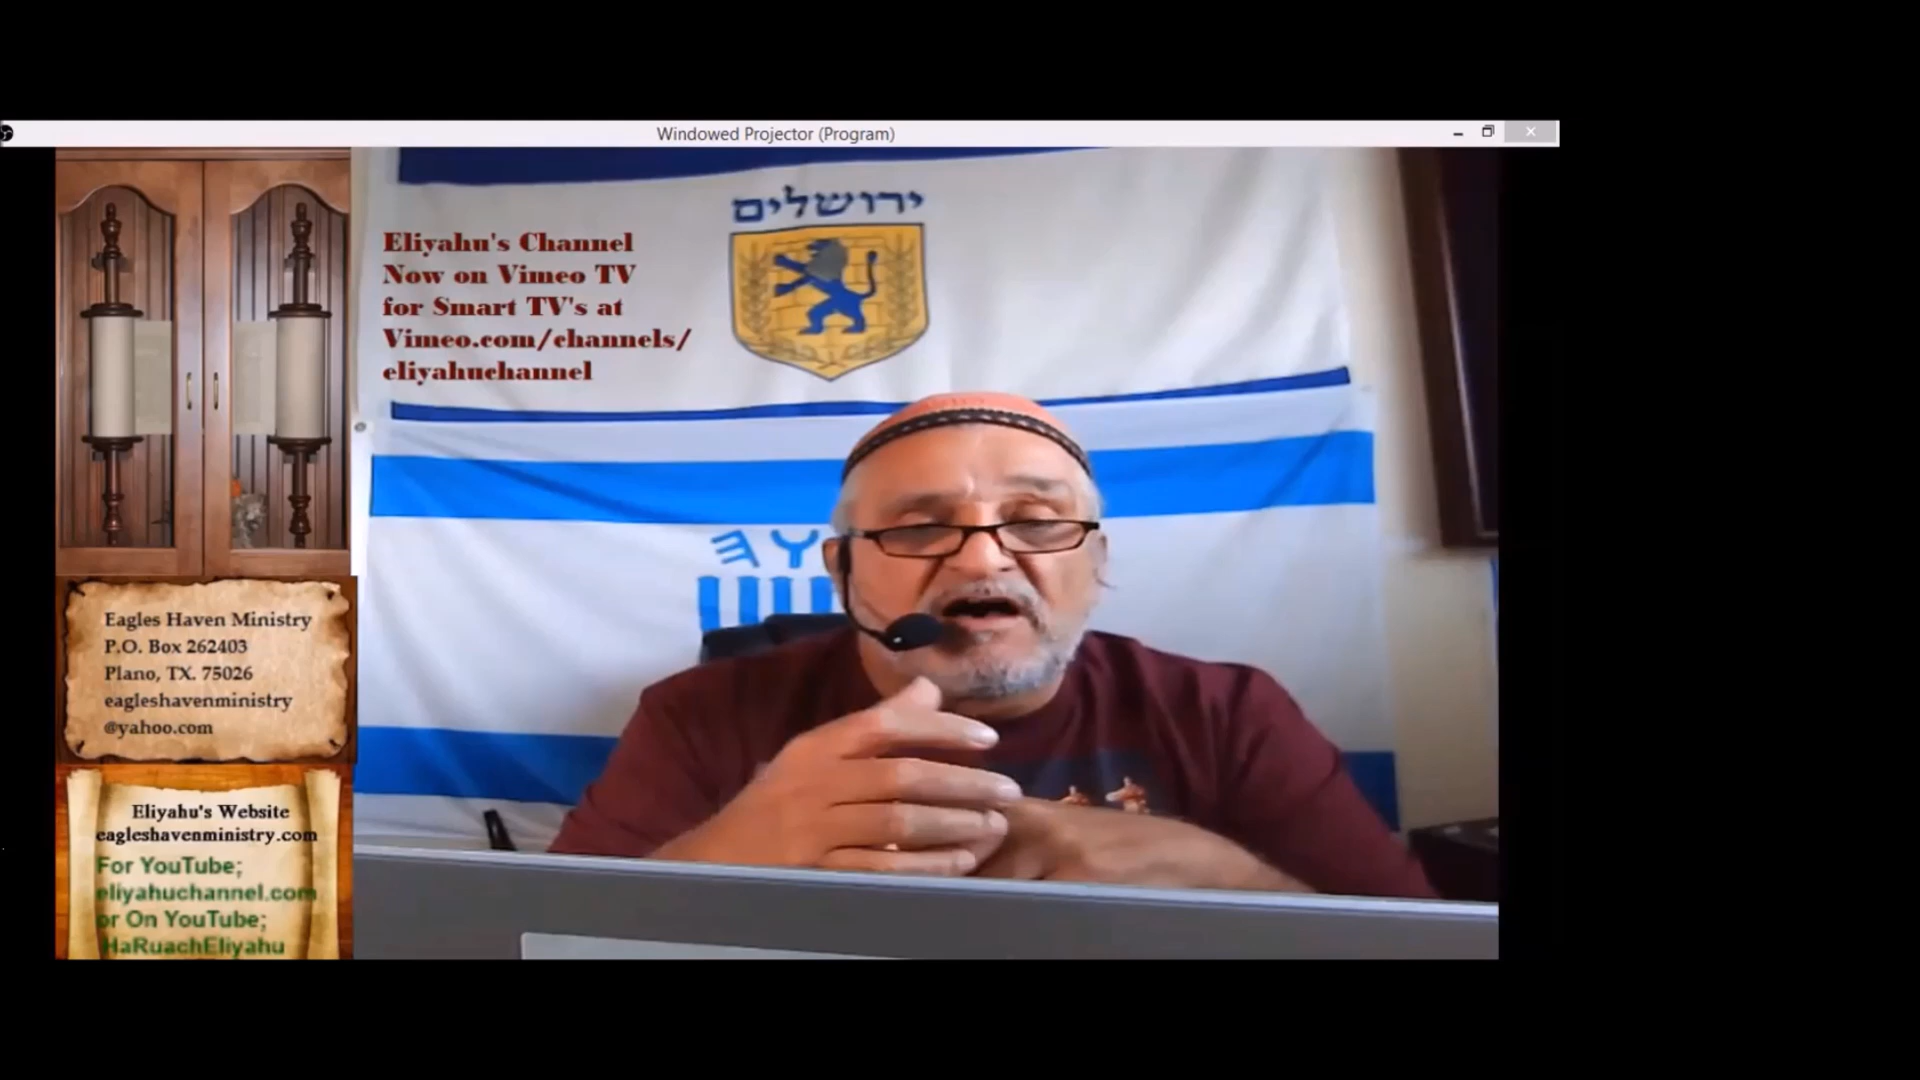 Windowed Projector (Program)
ירושלים
Eliyahu's Channel
Now on Vimeo TV
for Smart TV's at
Vimeo.com/channels/
eliyahuchannel
Eagles Haven Ministry
P.O. Box 262403
Plano, TX. 75026
eagleshavenministry
@yahoo.com
Eliyahu's Website
eagleshavenministry.com
For YouTube;
eliyahuchannel.com
or On YouTube;
HaRuachEliyahu